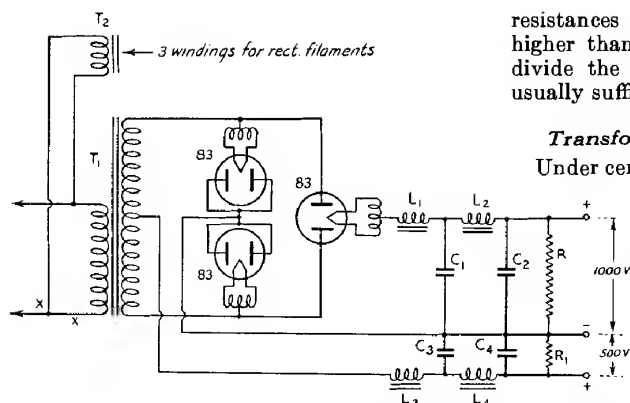 T2
3 windings for rect. filaments
resistances
higher than
divide the
usually suffi
Transfo
Under cer
T1
83
83
83
L1
L2
C1
C2
R
1000 V.
+
−
C3
C4
R1
500 V.
+
X
X
L3
L4